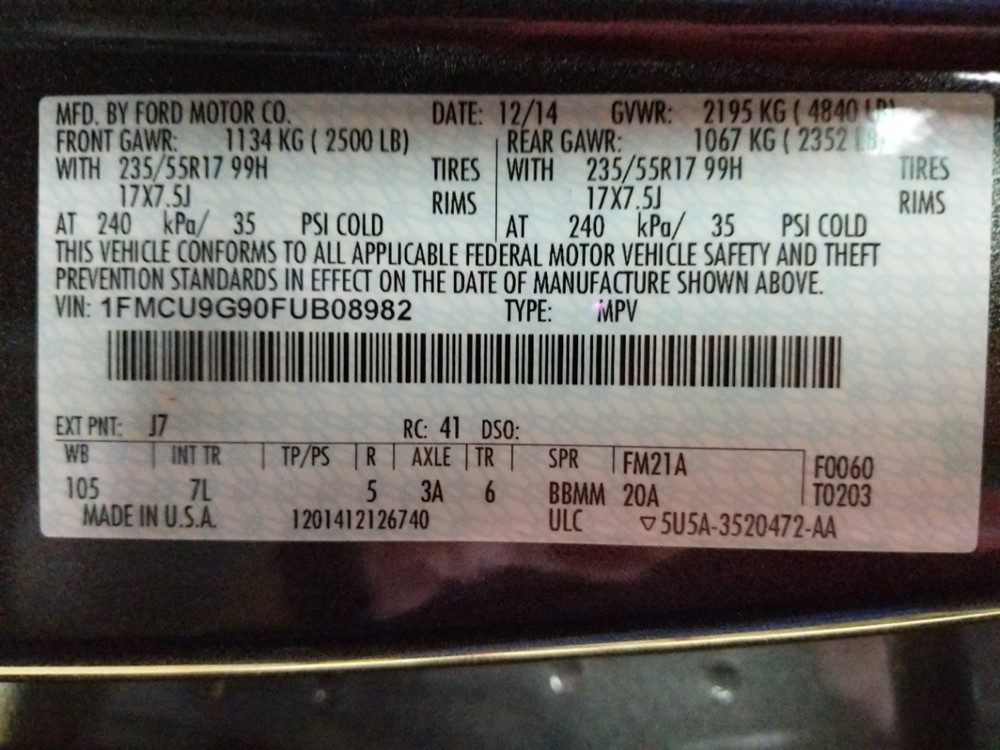 MFD. BY FORD MOTOR CO. DATE: 12/14 GVWR: 2195 KG ( 4840 LB)
FRONT GAWR: 1134 KG ( 2500 LB) REAR GAWR: 1067 KG ( 2352 LB)
WITH 235/55R17 99H TIRES WITH 235/55R17 99H TIRES
17X7.5J RIMS 17X7.5J RIMS
AT 240 kPa/ 35 PSI COLD AT 240 kPa/ 35 PSI COLD
THIS VEHICLE CONFORMS TO ALL APPLICABLE FEDERAL MOTOR VEHICLE SAFETY AND THEFT
PREVENTION STANDARDS IN EFFECT ON THE DATE OF MANUFACTURE SHOWN ABOVE.
VIN: 1FMCU9G90FUB08982 TYPE: MPV
EXT PNT: J7 RC: 41 DSO:
WB INT TR TP/PS R AXLE TR SPR FM21A F0060
105 7L 5 3A 6 BBMM 20A T0203
MADE IN U.S.A. 1201412126740 ULC ▽5U5A-3520472-AA